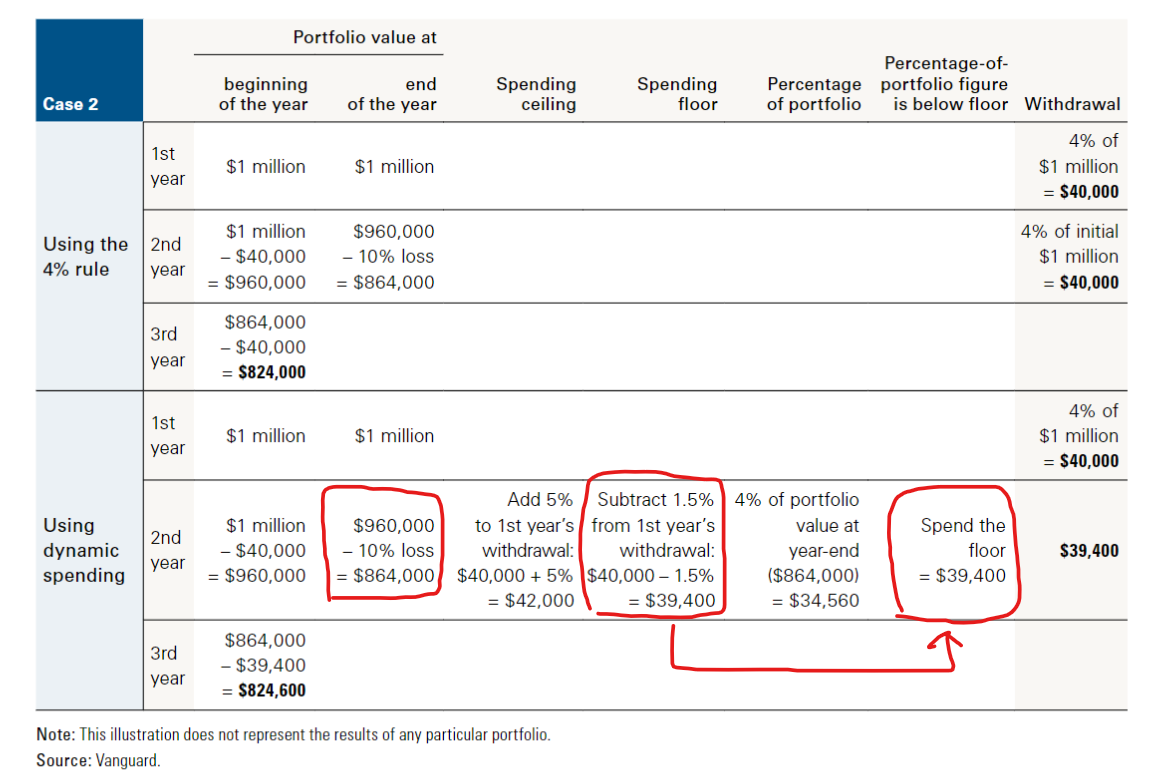 Portfolio value at
Case 2
beginning of the year
end of the year
Spending ceiling
Spending floor
Percentage of portfolio
Percentage-of-portfolio figure is below floor
Withdrawal
Using the 4% rule
1st year
$1 million
$1 million
4% of
$1 million
= $40,000
2nd year
$1 million
– $40,000
= $960,000
$960,000
– 10% loss
= $864,000
4% of initial
$1 million
= $40,000
3rd year
$864,000
– $40,000
= $824,000
Using dynamic spending
1st year
$1 million
$1 million
4% of
$1 million
= $40,000
2nd year
$1 million
– $40,000
= $960,000
$960,000
– 10% loss
= $864,000
Add 5%
to 1st year's
withdrawal:
$40,000 + 5%
= $42,000
Subtract 1.5%
from 1st year's
withdrawal:
$40,000 – 1.5%
= $39,400
4% of portfolio
value at
year-end
($864,000)
= $34,560
Spend the
floor
= $39,400
$39,400
3rd year
$864,000
– $39,400
= $824,600
Note: This illustration does not represent the results of any particular portfolio.
Source: Vanguard.